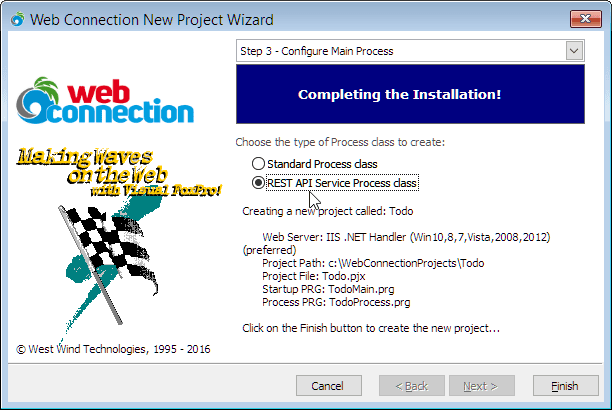 Web Connection New Project Wizard
Step 3 - Configure Main Process
Completing the Installation!
web
connection
Making Waves
on the Web
with Visual FoxPro!
Choose the type of Process class to create:
Standard Process class
REST API Service Process class
Creating a new project called: Todo
Web Server: IIS .NET Handler (Win10,8,7,Vista,2008,2012)
(preferred)
Project Path: c:\WebConnectionProjects\Todo
Project File: Todo.pjx
Startup PRG: TodoMain.prg
Process PRG: TodoProcess.prg
Click on the Finish button to create the new project...
© West Wind Technologies, 1995 - 2016
Cancel
< Back
Next >
Finish